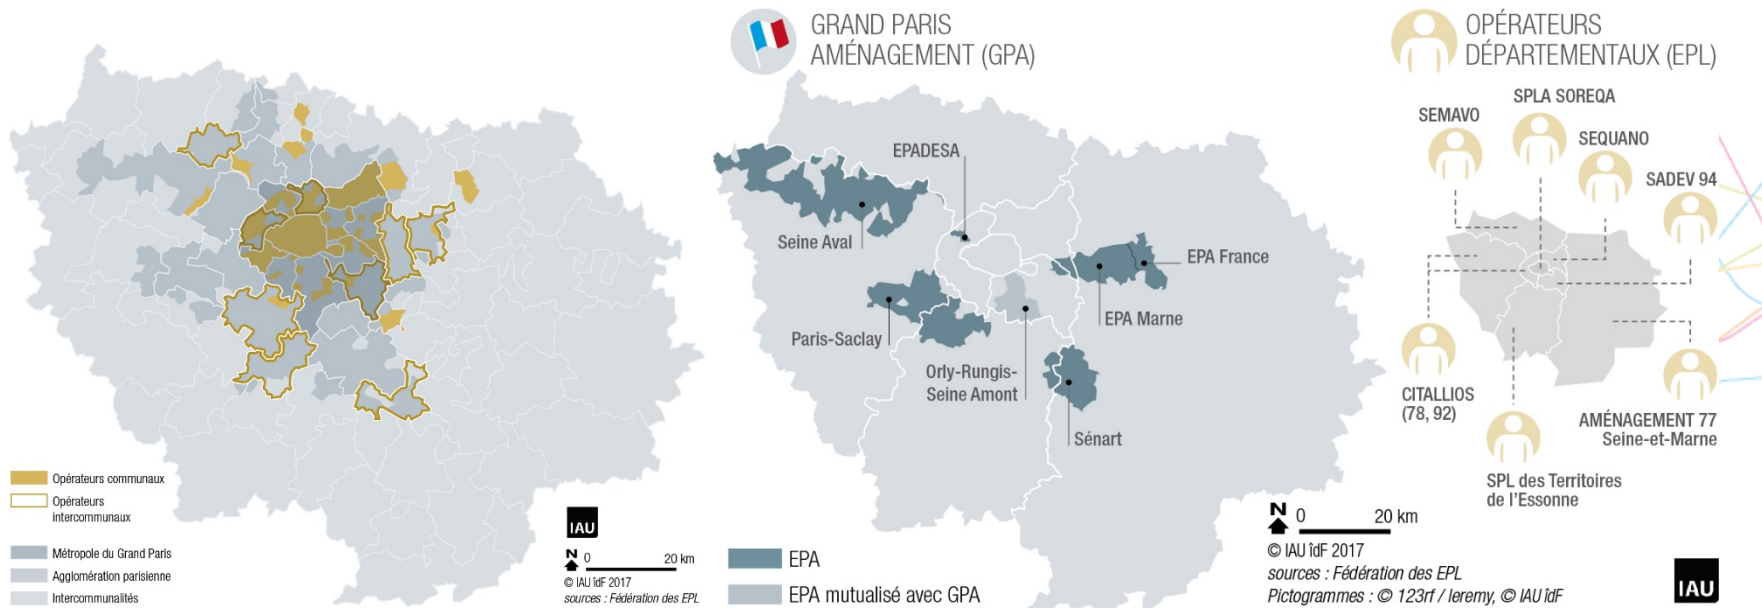 Opérateurs communaux
Opérateurs
intercommunaux
Métropole du Grand Paris
Agglomération parisienne
Intercommunalités
IAU
N 0 20 km
© IAU îdF 2017
sources : Fédération des EPL
GRAND PARIS
AMÉNAGEMENT (GPA)
EPADESA
Seine Aval
EPA France
EPA Marne
Paris-Saclay
Orly-Rungis-
Seine Amont
Sénart
EPA
EPA mutualisé avec GPA
OPÉRATEURS
DÉPARTEMENTAUX (EPL)
SPLA SOREQA
SEMAVO
SEQUANO
SADEV 94
CITALLIOS
(78, 92)
AMÉNAGEMENT 77
Seine-et-Marne
SPL des Territoires
de l'Essonne
N 0 20 km
© IAU îdF 2017
sources : Fédération des EPL
Pictogrammes : © 123rf / leremy, © IAU îdF
IAU